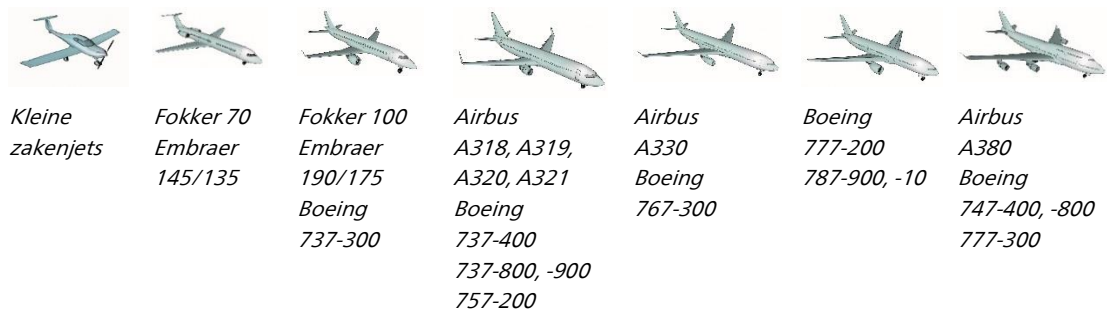 Kleine
zakenjets
Fokker 70
Embraer
145/135
Fokker 100
Embraer
190/175
Boeing
737-300
Airbus
A318, A319,
A320, A321
Boeing
737-400
737-800, -900
757-200
Airbus
A330
Boeing
767-300
Boeing
777-200
787-900, -10
Airbus
A380
Boeing
747-400, -800
777-300